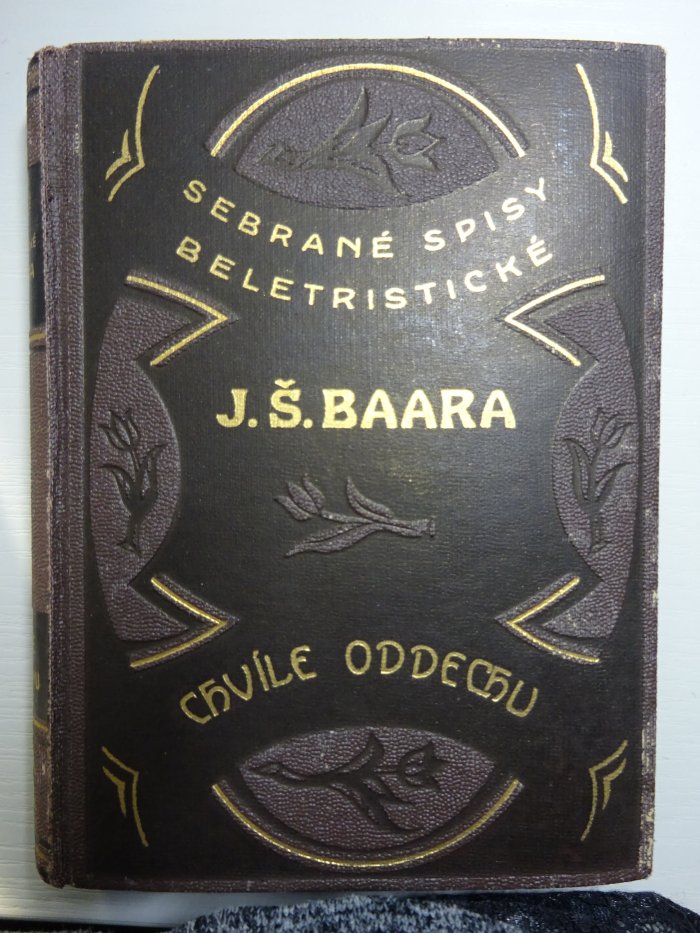 SEBRANÉ SPISY
BELETRISTICKÉ
J. Š. BAARA
CHVÍLE ODDECHU